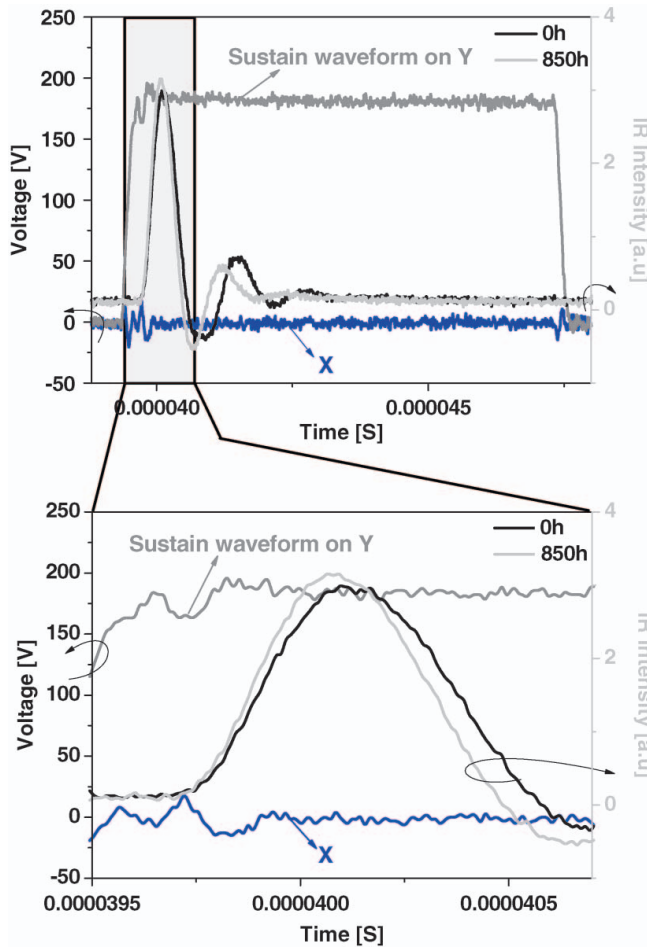 250
200
150
100
50
0
-50
Voltage [V]
Sustain waveform on Y
0h
850h
X
4
2
0
IR Intensity [a.u]
0.000040
0.000045
Time [S]
250
200
150
100
50
0
-50
Voltage [V]
Sustain waveform on Y
0h
850h
X
4
2
0
IR Intensity [a.u]
0.0000395
0.0000400
0.0000405
Time [S]